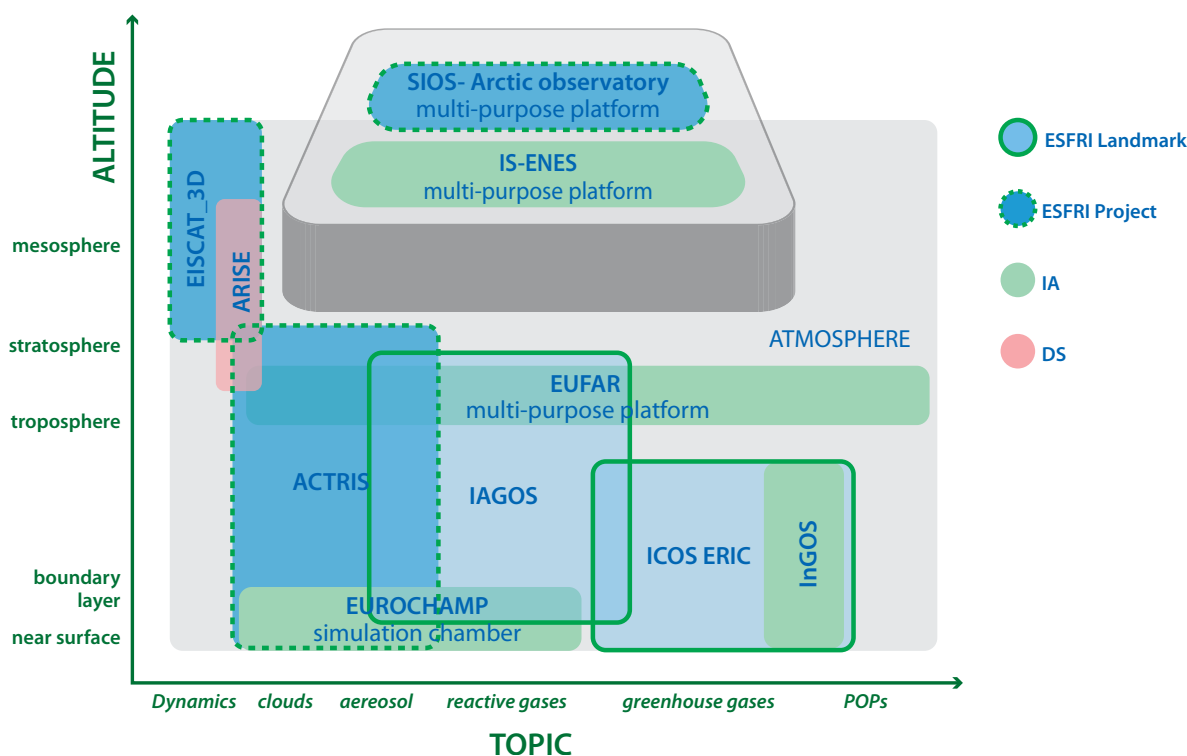 ALTITUDE
SIOS- Arctic observatory
multi-purpose platform
IS-ENES
multi-purpose platform
ESFRI Landmark
ESFRI Project
IA
DS
EISCAT_3D
ARISE
mesosphere
stratosphere
troposphere
boundary
layer
near surface
ATMOSPHERE
EUFAR
multi-purpose platform
ACTRIS
IAGOS
ICOS ERIC
InGOS
EUROCHAMP
simulation chamber
Dynamics
clouds
aereosol
reactive gases
greenhouse gases
POPs
TOPIC